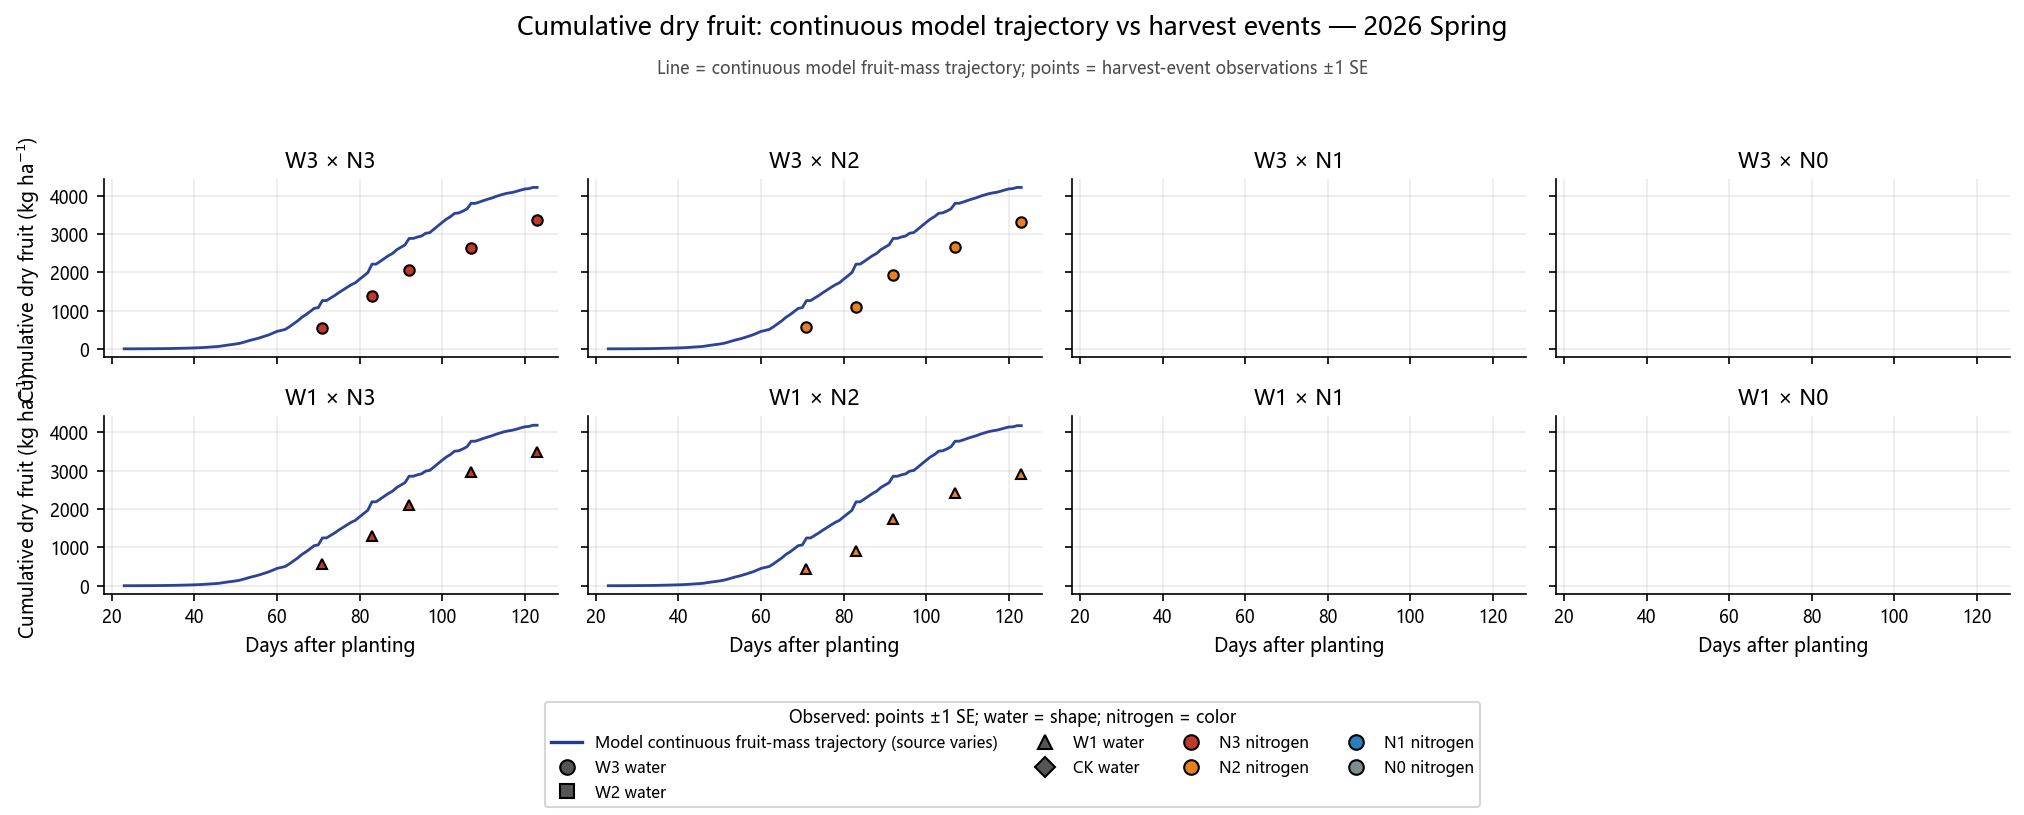 Cumulative dry fruit: continuous model trajectory vs harvest events — 2026 Spring
Line = continuous model fruit-mass trajectory; points = harvest-event observations ±1 SE
Cumulative dry fruit (kg ha⁻¹)
W3 × N3
4000
3000
2000
1000
0
W3 × N2
W3 × N1
W3 × N0
Cumulative dry fruit (kg ha⁻¹)
W1 × N3
4000
3000
2000
1000
0
20 40 60 80 100 120
Days after planting
W1 × N2
20 40 60 80 100 120
Days after planting
W1 × N1
20 40 60 80 100 120
Days after planting
W1 × N0
20 40 60 80 100 120
Days after planting
Observed: points ±1 SE; water = shape; nitrogen = color
Model continuous fruit-mass trajectory (source varies)
W3 water
W2 water
W1 water
CK water
N3 nitrogen
N2 nitrogen
N1 nitrogen
N0 nitrogen